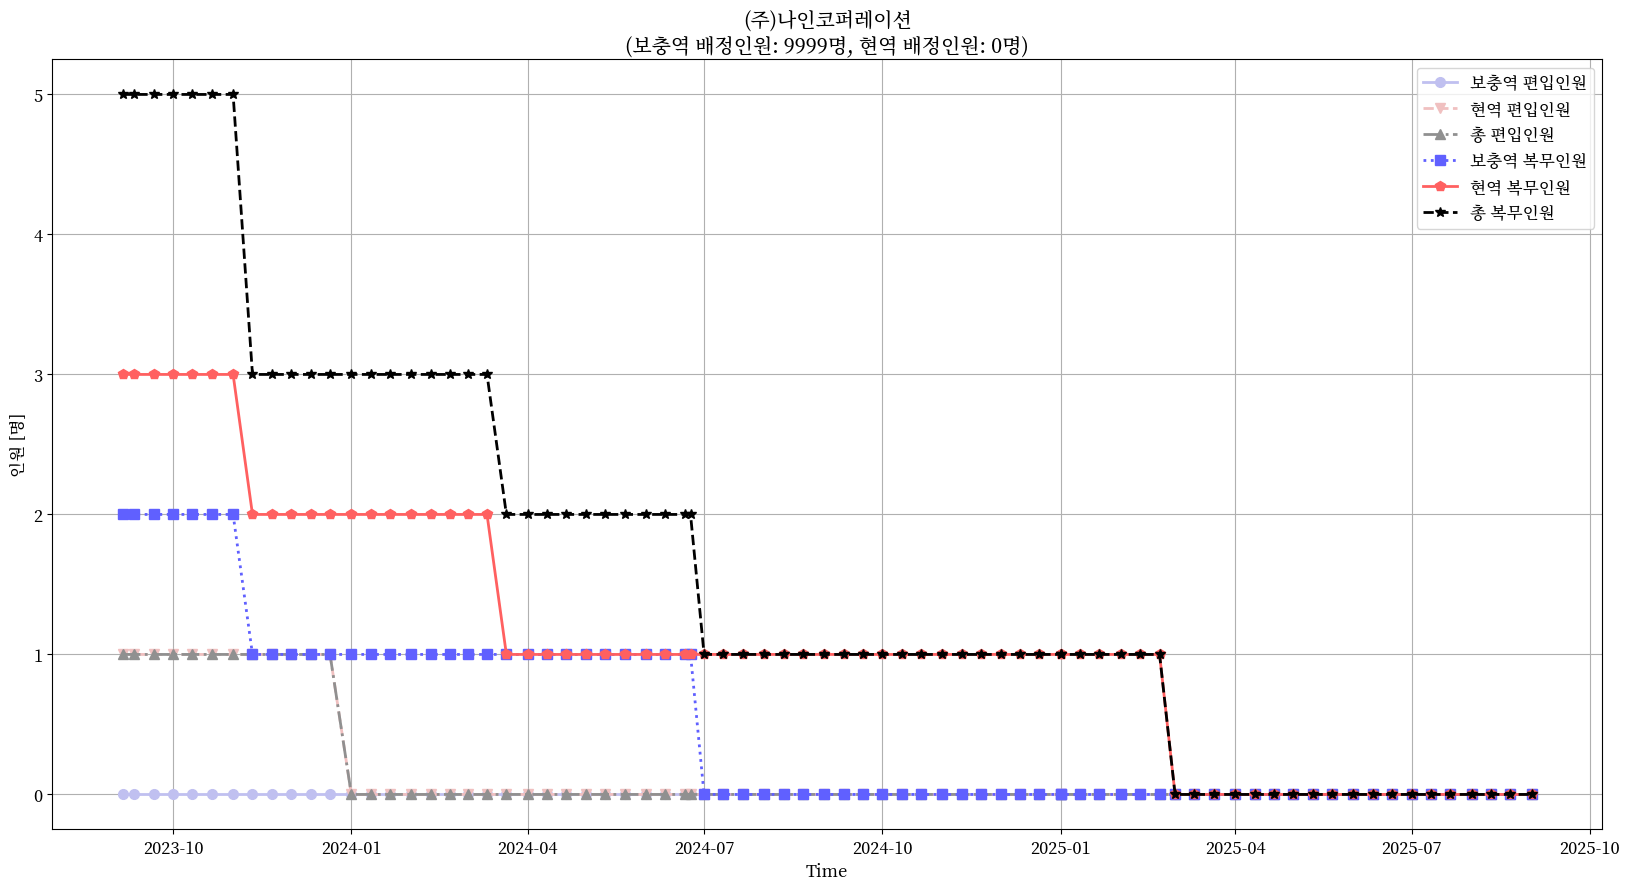 (주)나인코퍼레이션
(보충역 배정인원: 9999명, 현역 배정인원: 0명)
보충역 편입인원
현역 편입인원
총 편입인원
보충역 복무인원
현역 복무인원
총 복무인원
인원 [명]
5
4
3
2
1
0
2023-10
2024-01
2024-04
2024-07
2024-10
2025-01
2025-04
2025-07
2025-10
Time